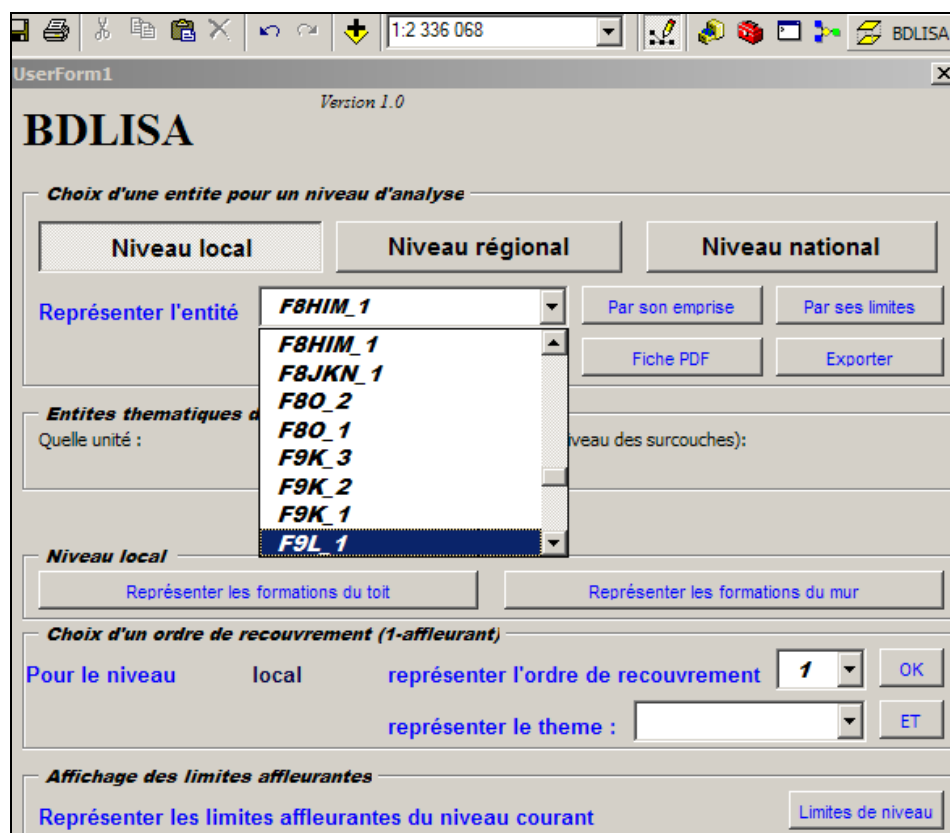 1:2 336 068
BDLISA
UserForm1
Version 1.0
BDLISA
Choix d'une entite pour un niveau d'analyse
Niveau local
Niveau régional
Niveau national
Représenter l'entité
F8HIM_1
Par son emprise
Par ses limites
F8HIM_1
F8JKN_1
F8O_2
F8O_1
F9K_3
F9K_2
F9K_1
F9L_1
Fiche PDF
Exporter
Entites thematiques d
Quelle unité :
iveau des surcouches):
Niveau local
Représenter les formations du toit
Représenter les formations du mur
Choix d'un ordre de recouvrement (1-affleurant)
Pour le niveau local représenter l'ordre de recouvrement 1 OK
représenter le theme : ET
Affichage des limites affleurantes
Représenter les limites affleurantes du niveau courant
Limites de niveau